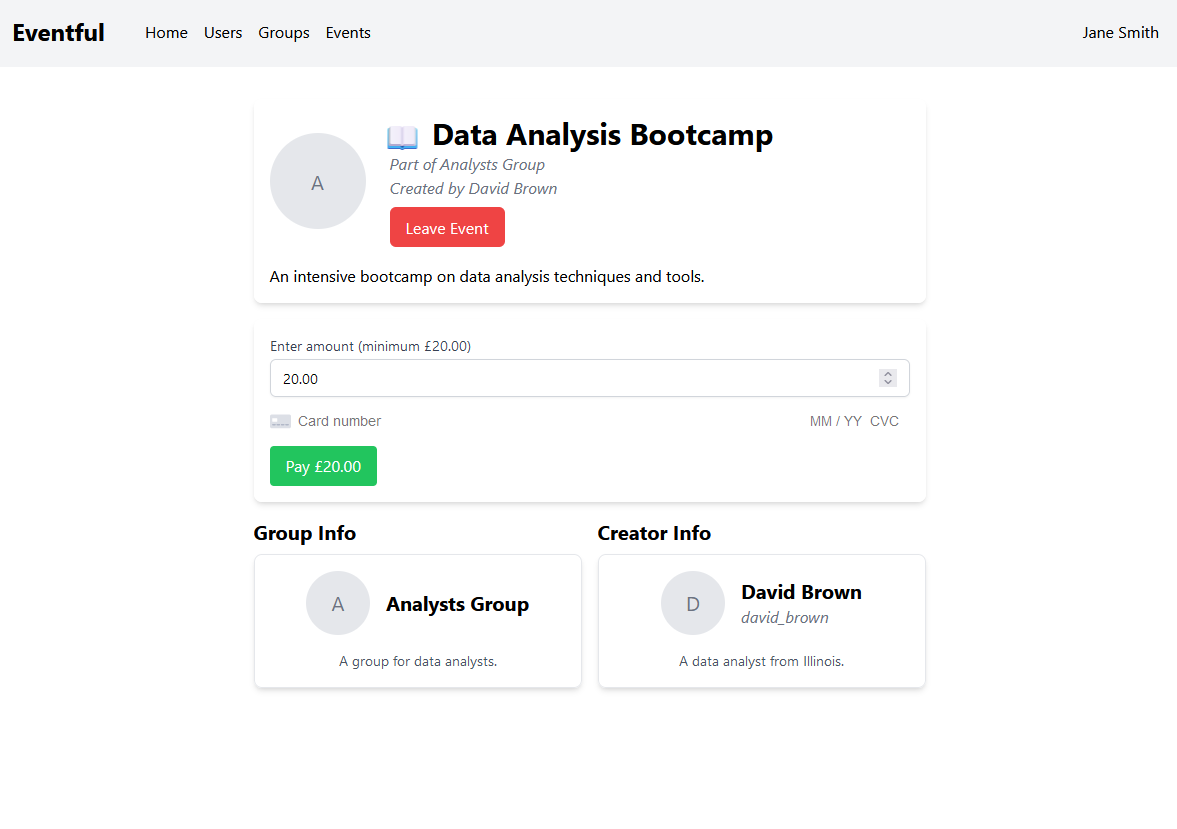 Eventful Home Users Groups Events Jane Smith
A
Data Analysis Bootcamp
Part of Analysts Group
Created by David Brown
Leave Event
An intensive bootcamp on data analysis techniques and tools.
Enter amount (minimum £20.00)
20.00
Card number MM / YY CVC
Pay £20.00
Group Info
A
Analysts Group
A group for data analysts.
Creator Info
D
David Brown
david_brown
A data analyst from Illinois.